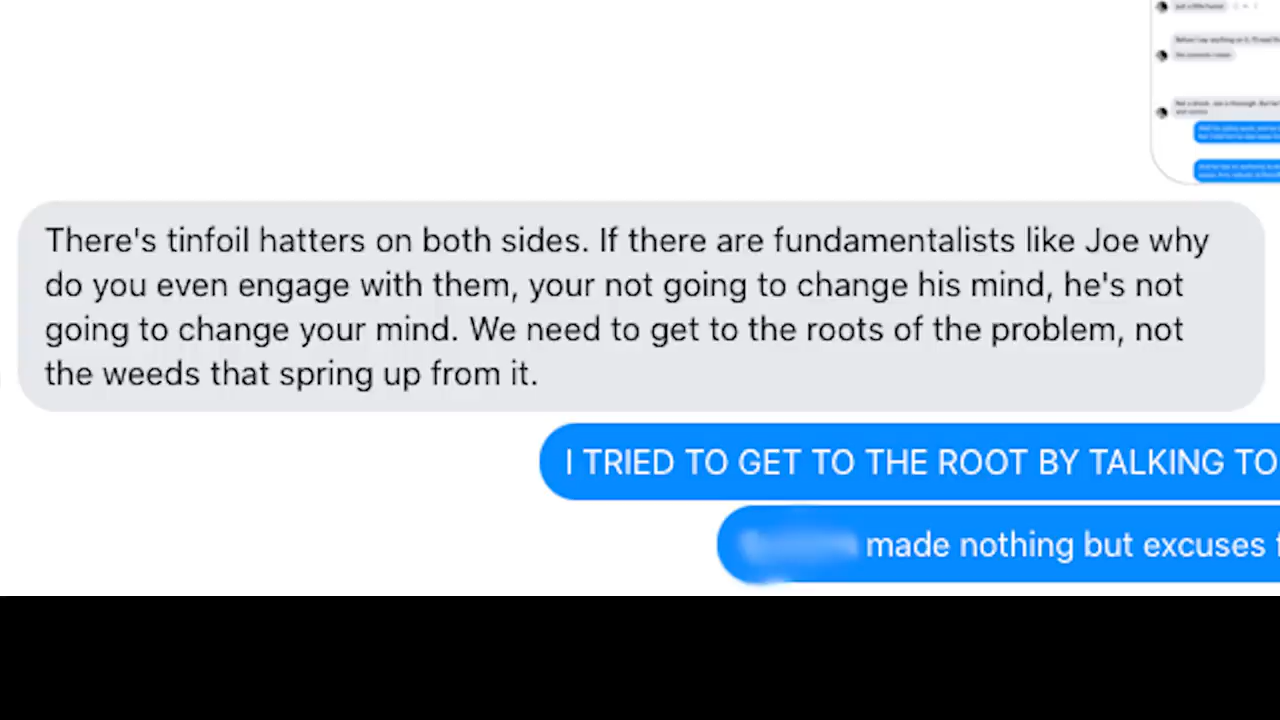 There's tinfoil hatters on both sides. If there are fundamentalists like Joe why
do you even engage with them, your not going to change his mind, he's not
going to change your mind. We need to get to the roots of the problem, not
the weeds that spring up from it.
I TRIED TO GET TO THE ROOT BY TALKING TO
made nothing but excuses